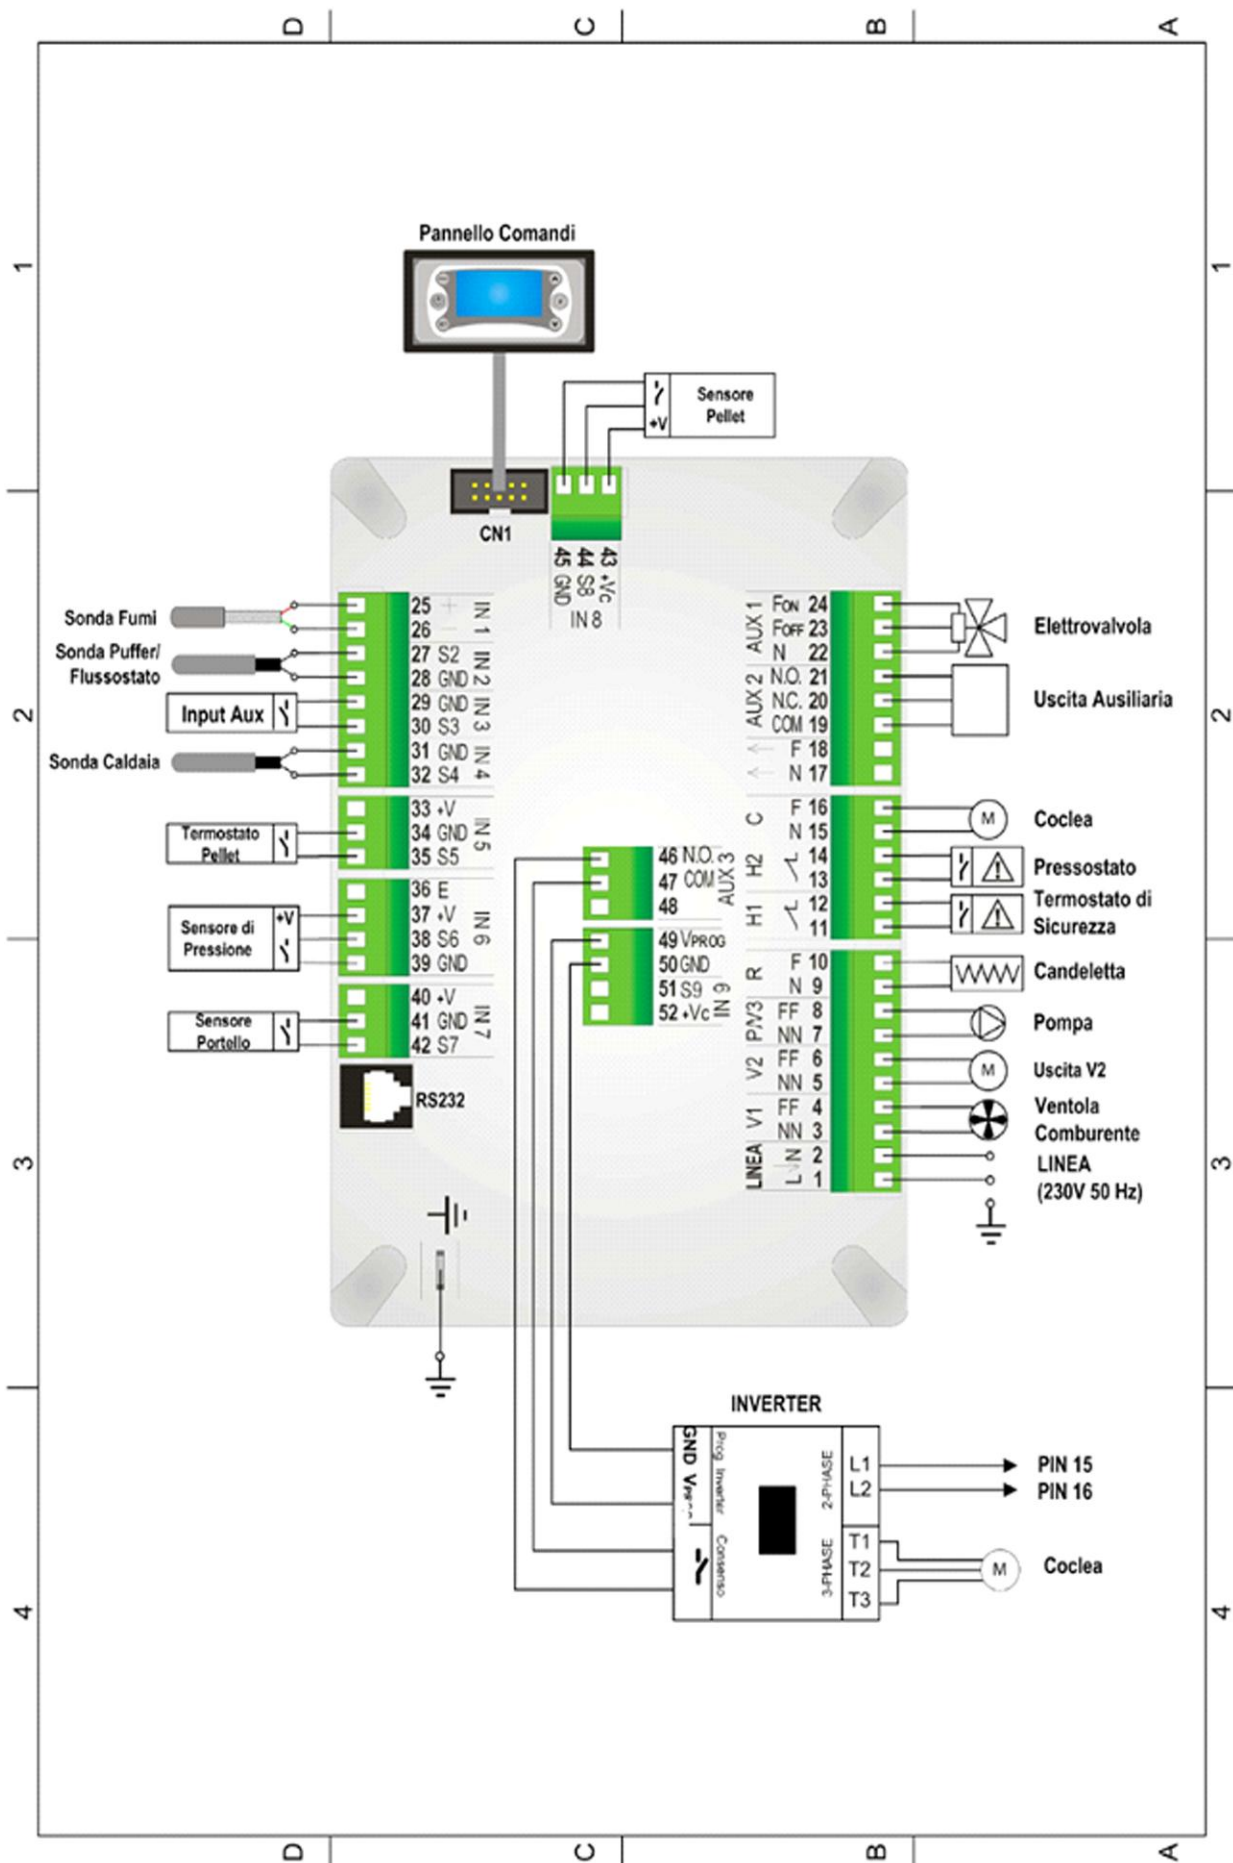 D
C
B
A
1
1
Pannello Comandi
Sensore
Pellet
+V
CN1
45 GND
44 S8
43 +Vc
IN 8
Sonda Fumi
25 +
26 –
IN 1
Sonda Puffer/
Flussostato
27 S2
28 GND
IN 2
Input Aux
29 GND
30 S3
IN 3
Sonda Caldaia
31 GND
32 S4
IN 4
2
2
33 +V
Termostato
Pellet
34 GND
35 S5
IN 5
36 E
Sensore di
Pressione
+V
37 +V
38 S6
39 GND
IN 6
40 +V
Sensore
Portello
41 GND
42 S7
IN 7
RS232
46 N.O.
47 COM
48
AUX 3
49 VPROG
50 GND
51 S9
52 +Vc
IN 9
AUX 1
FON 24
FOFF 23
N 22
Elettrovalvola
AUX 2
N.O. 21
N.C. 20
COM 19
Uscita Ausiliaria
F 18
N 17
C
F 16
N 15
M
Coclea
H2
14
13
Pressostato
H1
12
11
Termostato di
Sicurezza
R
F 10
N 9
Candeletta
P/V3
FF 8
NN 7
Pompa
V2
FF 6
NN 5
M
Uscita V2
V1
FF 4
NN 3
Ventola
Comburente
LINEA
N 2
L 1
LINEA
(230V 50 Hz)
3
3
INVERTER
GND
Prog Inverter
Consenso
2-PHASE
L1
L2
PIN 15
PIN 16
3-PHASE
T1
T2
T3
M
Coclea
4
4
D
C
B
A